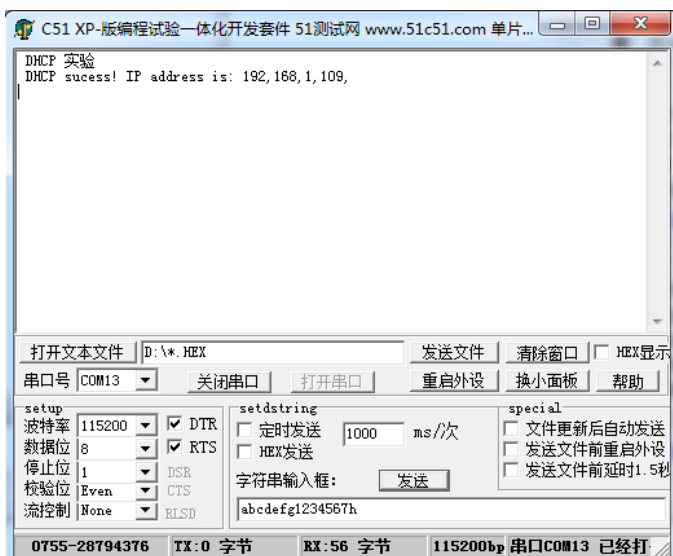 C51 XP-版编程试验一体化开发套件 51测试网 www.51c51.com 单片...
DHCP 实验
DHCP sucess! IP address is: 192,168,1,109,
打开文本文件 D:\*.HEX 发送文件 清除窗口 HEX显示
串口号 COM13 关闭串口 打开串口 重启外设 换小面板 帮助
setup setdstring special
波特率 115200 DTR 定时发送 1000 ms//次 文件更新后自动发送
数据位 8 RTS HEX发送 发送文件前重启外设
停止位 1 DSR 字符串输入框: 发送 发送文件前延时1.5秒
校验位 Even CTS
流控制 None RLSD abcdefg1234567h
0755-28794376 TX:0 字节 RX:56 字节 115200bp 串口COM13 已经打